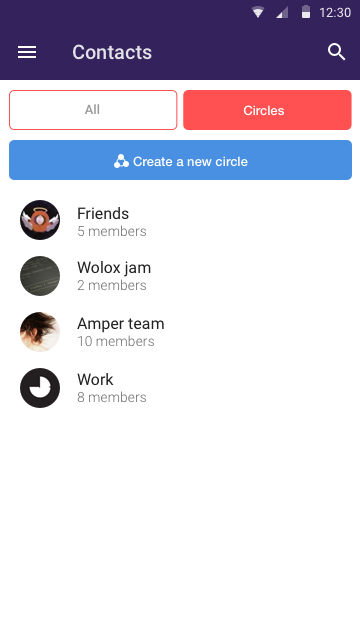 12:30
Contacts
All
Circles
Create a new circle
Friends
5 members
Wolox jam
2 members
Amper team
10 members
Work
8 members